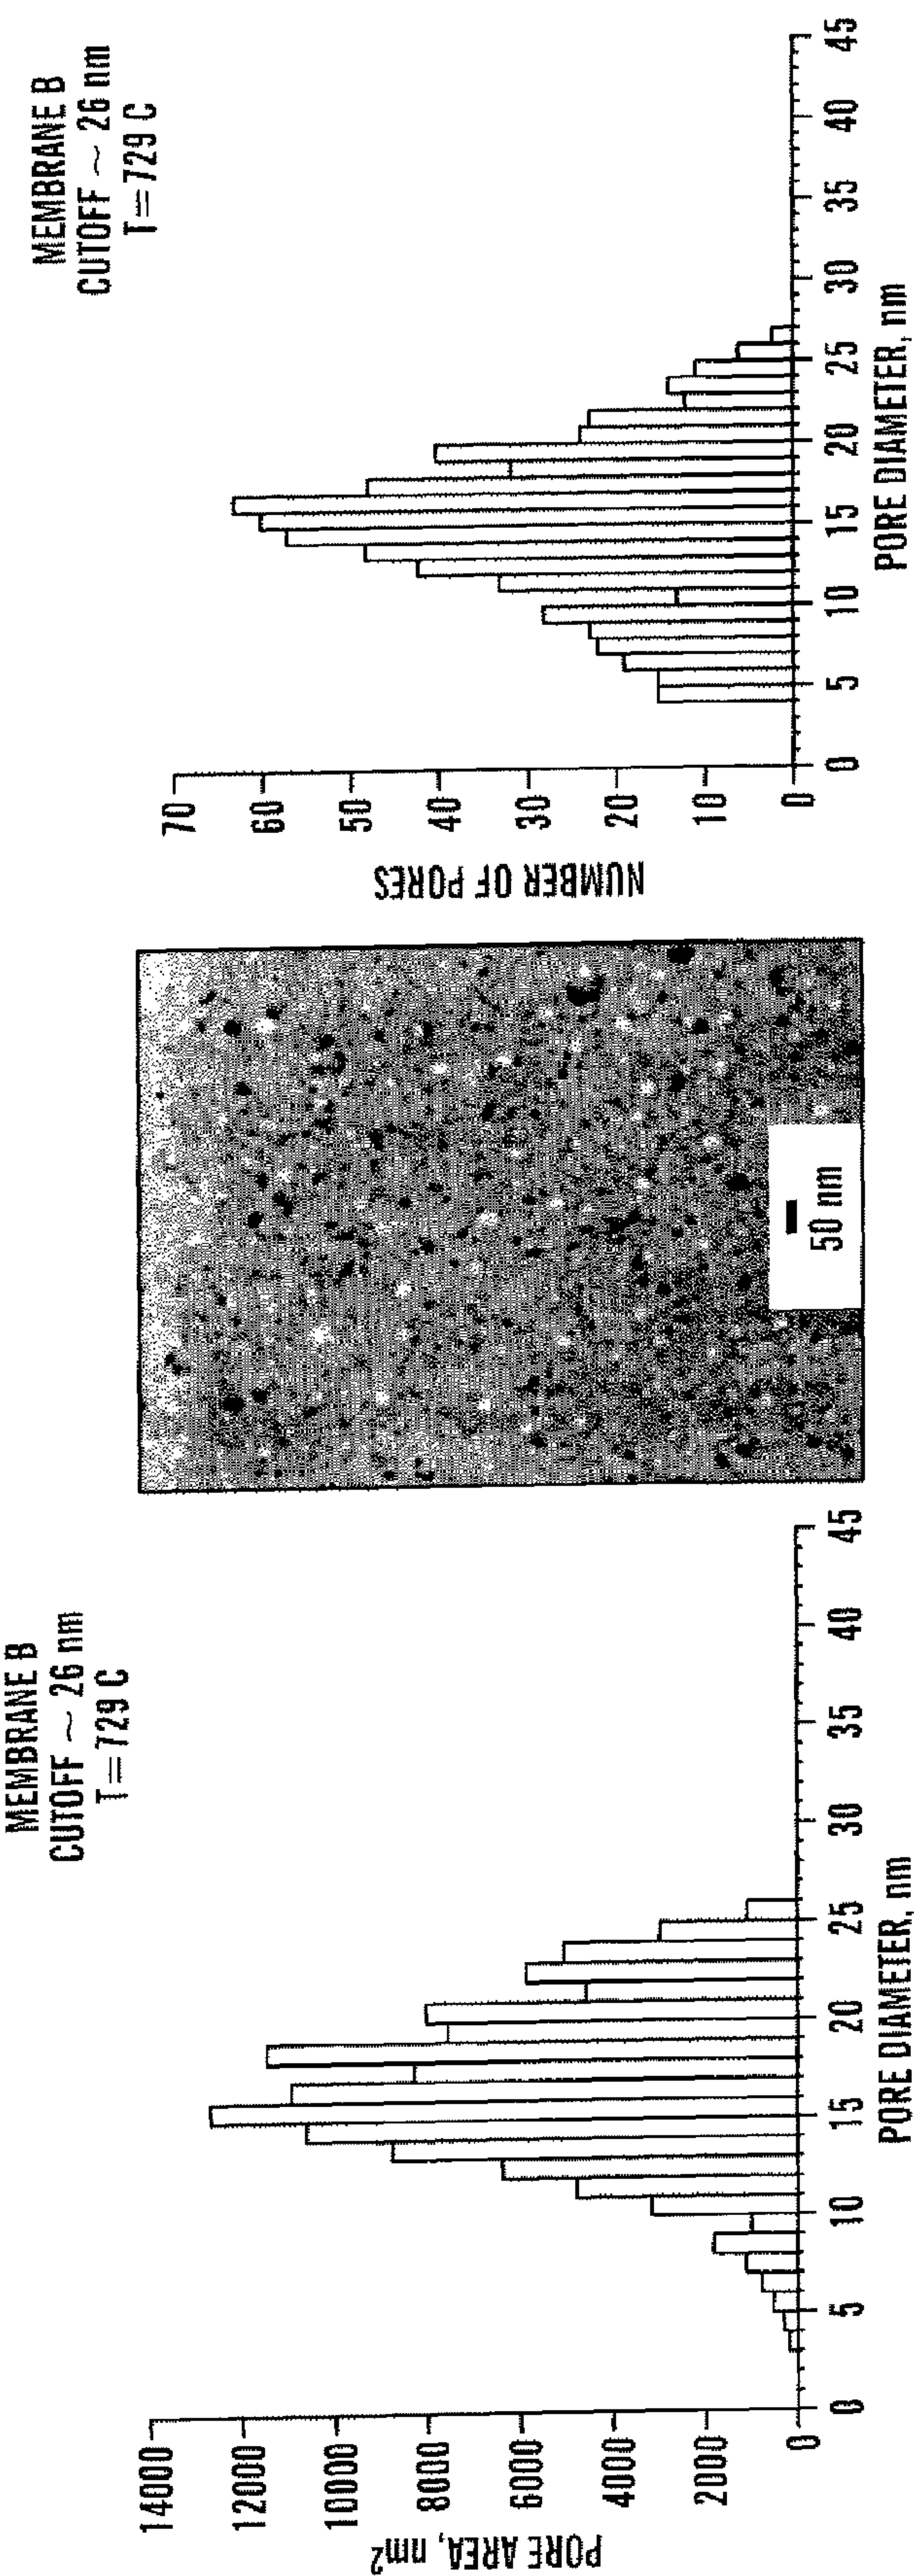 MEMBRANE B
CUTOFF ~ 26 nm
T = 729 C
PORE AREA, nm²
14000
12000
10000
8000
6000
4000
2000
0
0 5 10 15 20 25 30 35 40 45
PORE DIAMETER, nm
50 nm
MEMBRANE B
CUTOFF ~ 26 nm
T = 729 C
NUMBER OF PORES
70
60
50
40
30
20
10
0
0 5 10 15 20 25 30 35 40 45
PORE DIAMETER, nm